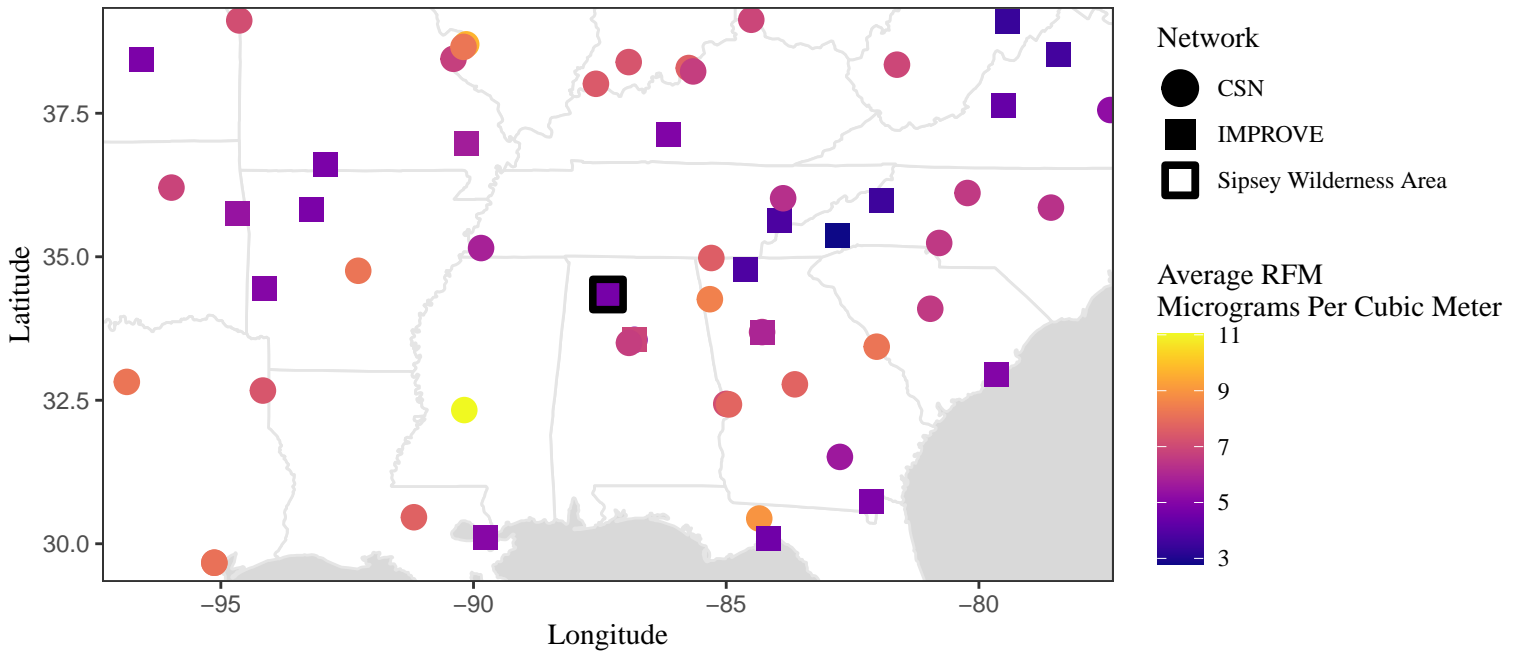 37.5
35.0
32.5
30.0
Latitude
−95
−90
−85
−80
Longitude
Network
CSN
IMPROVE
Sipsey Wilderness Area
Average RFM
Micrograms Per Cubic Meter
11
9
7
5
3